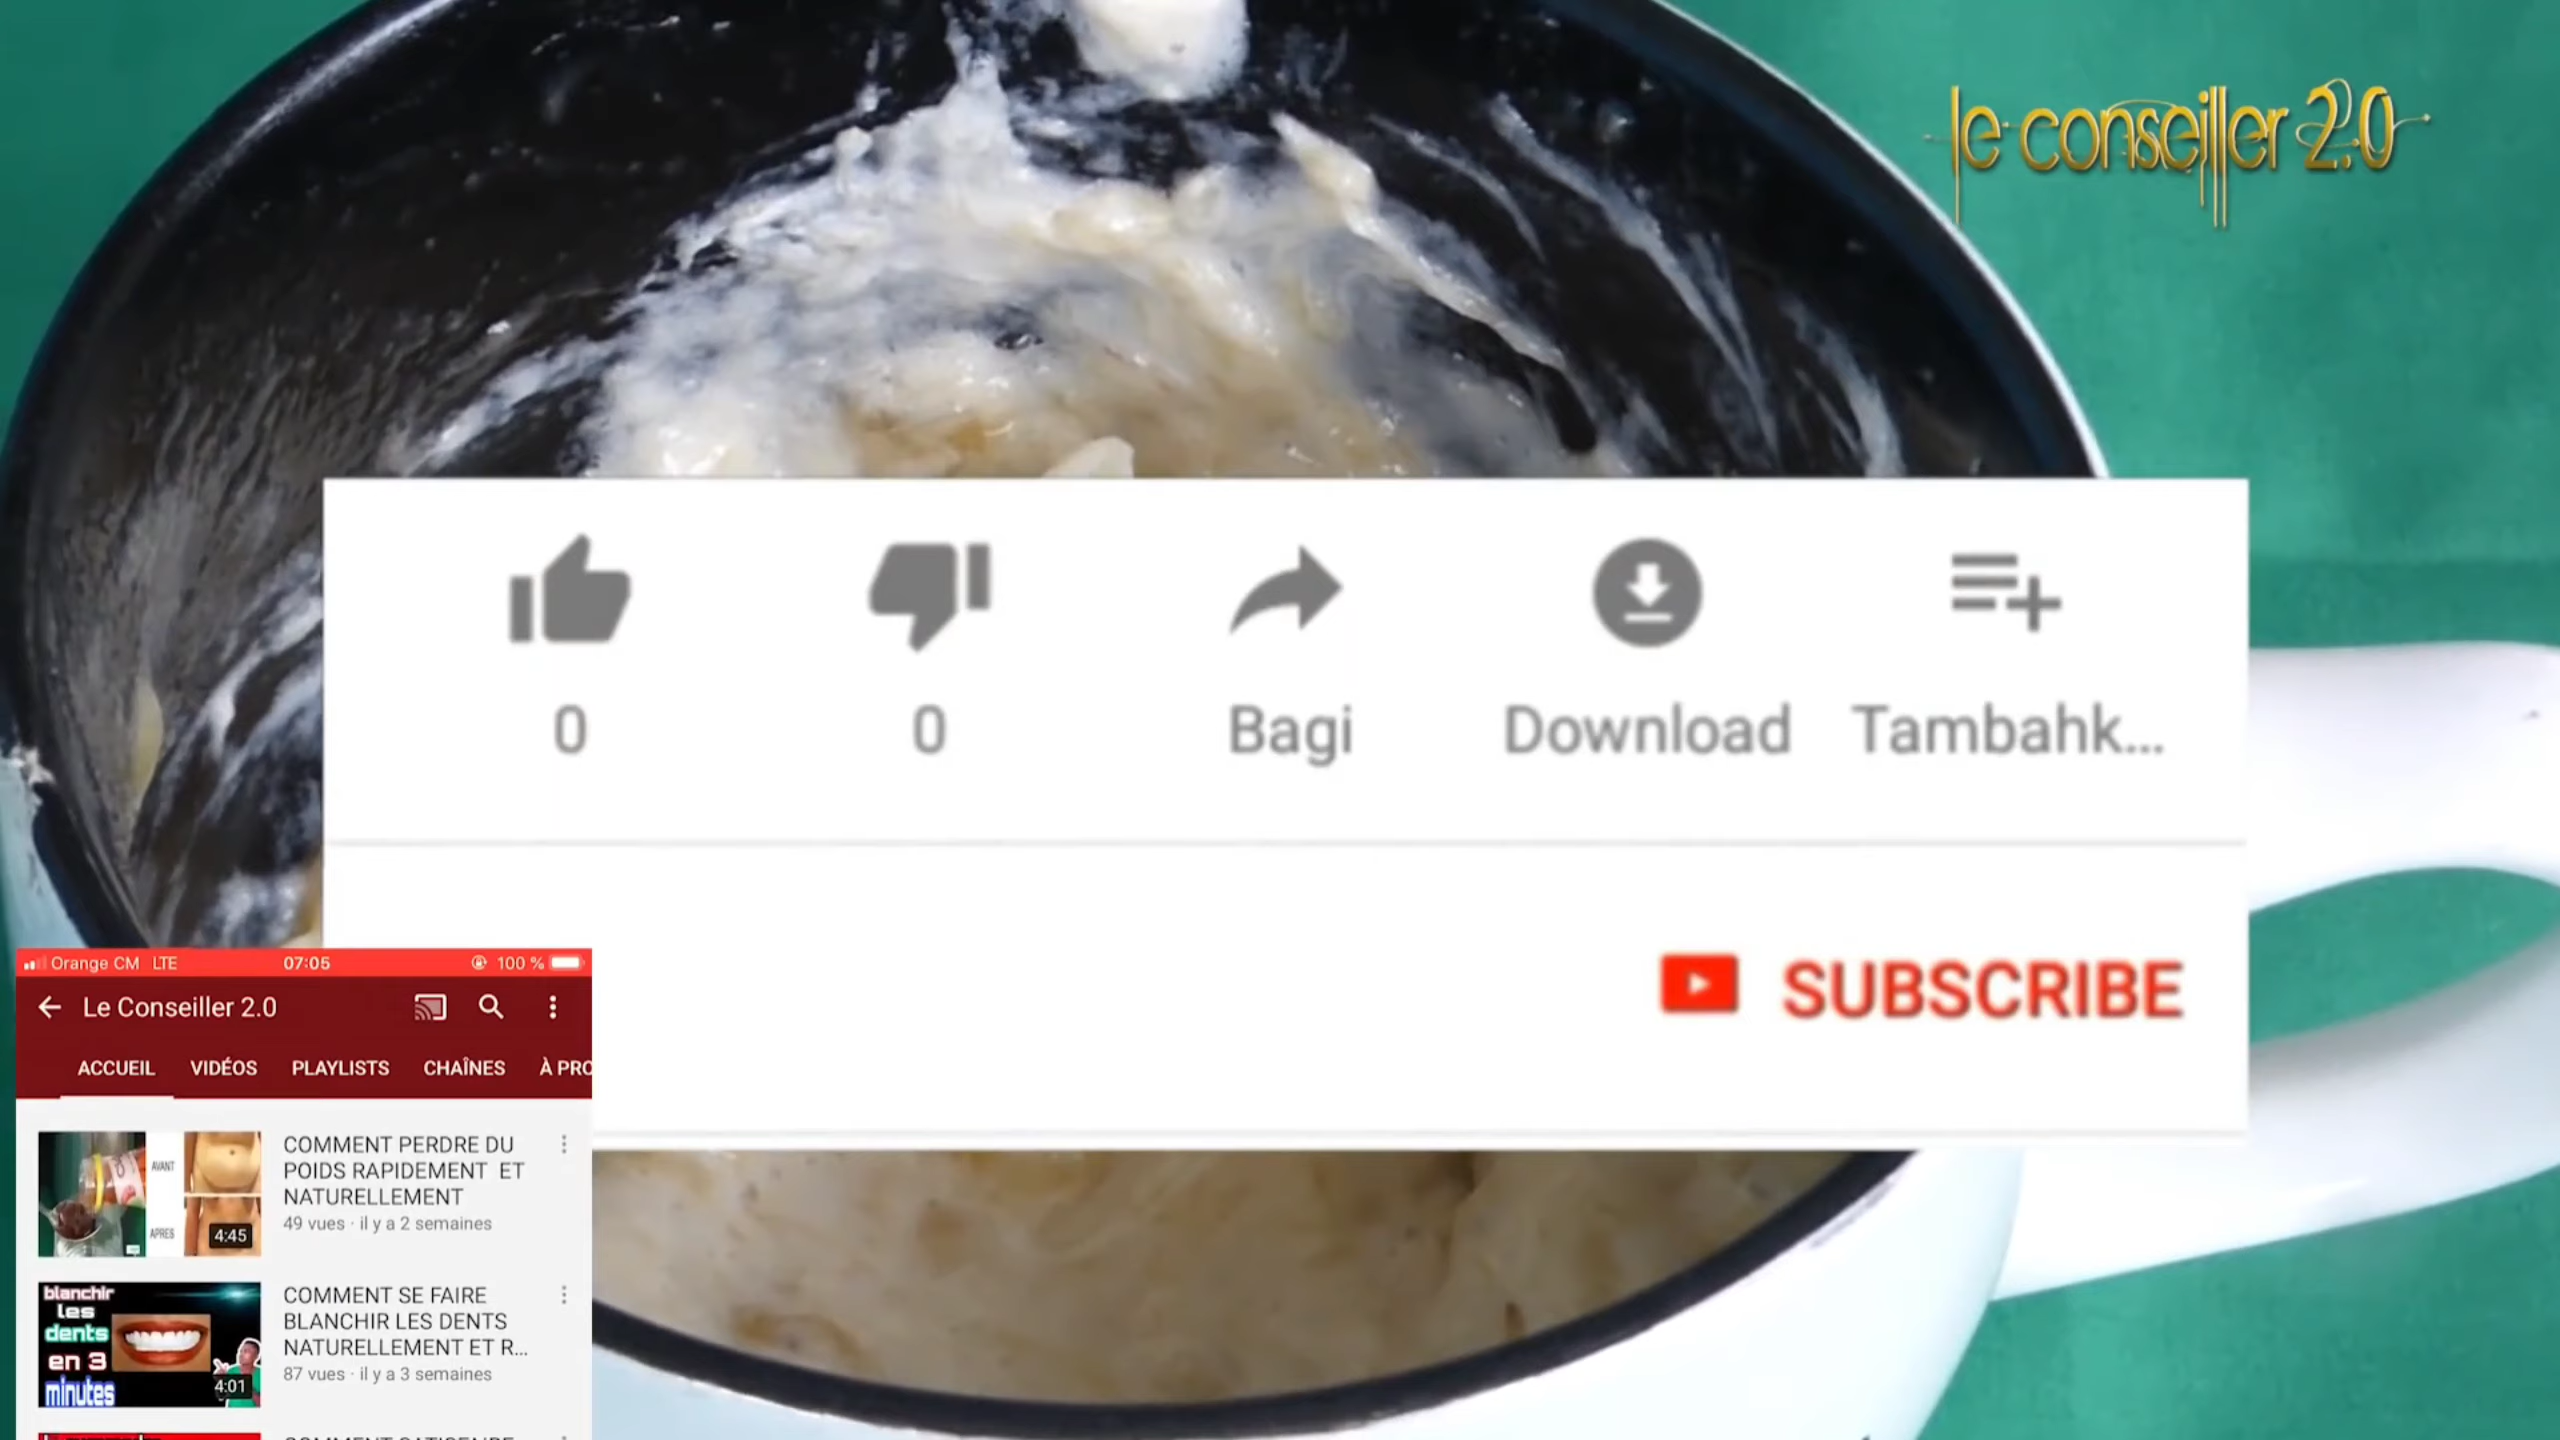 le conseiller 2.0
0
0
Bagi
Download
Tambahk...
SUBSCRIBE
Orange CM LTE 07:05 100 %
Le Conseiller 2.0
ACCUEIL VIDÉOS PLAYLISTS CHAÎNES À PRO
AVANT
APRES
4:45
COMMENT PERDRE DU
POIDS RAPIDEMENT ET
NATURELLEMENT
49 vues · il y a 2 semaines
blanchir
les
dents
en 3
minutes
4:01
COMMENT SE FAIRE
BLANCHIR LES DENTS
NATURELLEMENT ET R...
87 vues · il y a 3 semaines